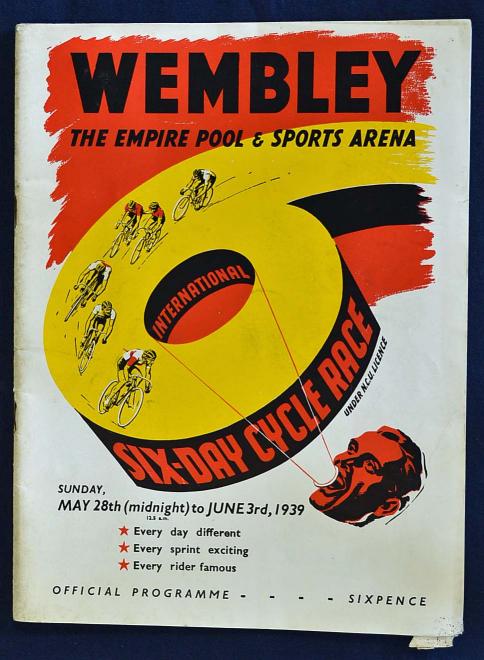 WEMBLEY
THE EMPIRE POOL & SPORTS ARENA
INTERNATIONAL
SIX-DAY CYCLE RACE
UNDER N.C.U. LICENCE
SUNDAY,
MAY 28th (midnight) to JUNE 3rd, 1939
12.5 a.m.
★ Every day different
★ Every sprint exciting
★ Every rider famous
OFFICIAL PROGRAMME - - - - SIXPENCE